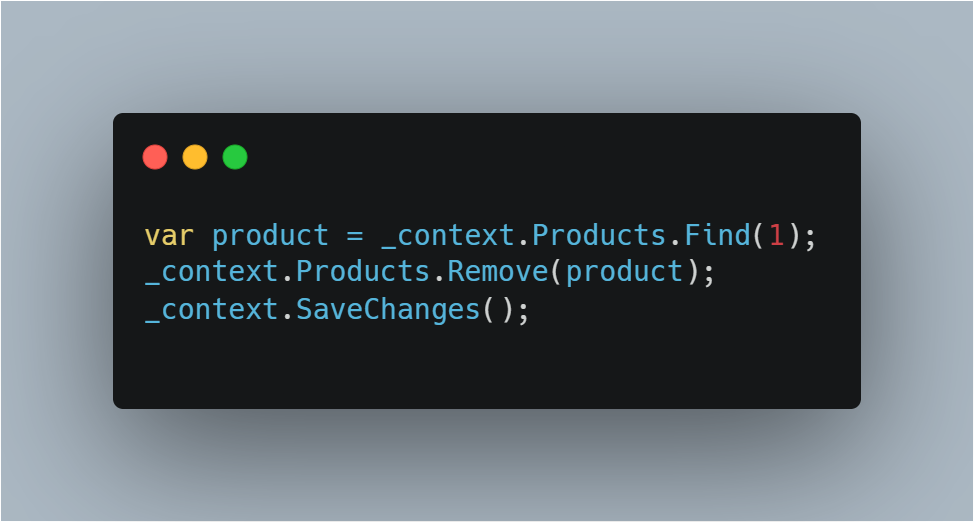 var product = _context.Products.Find(1);
_context.Products.Remove(product);
_context.SaveChanges();